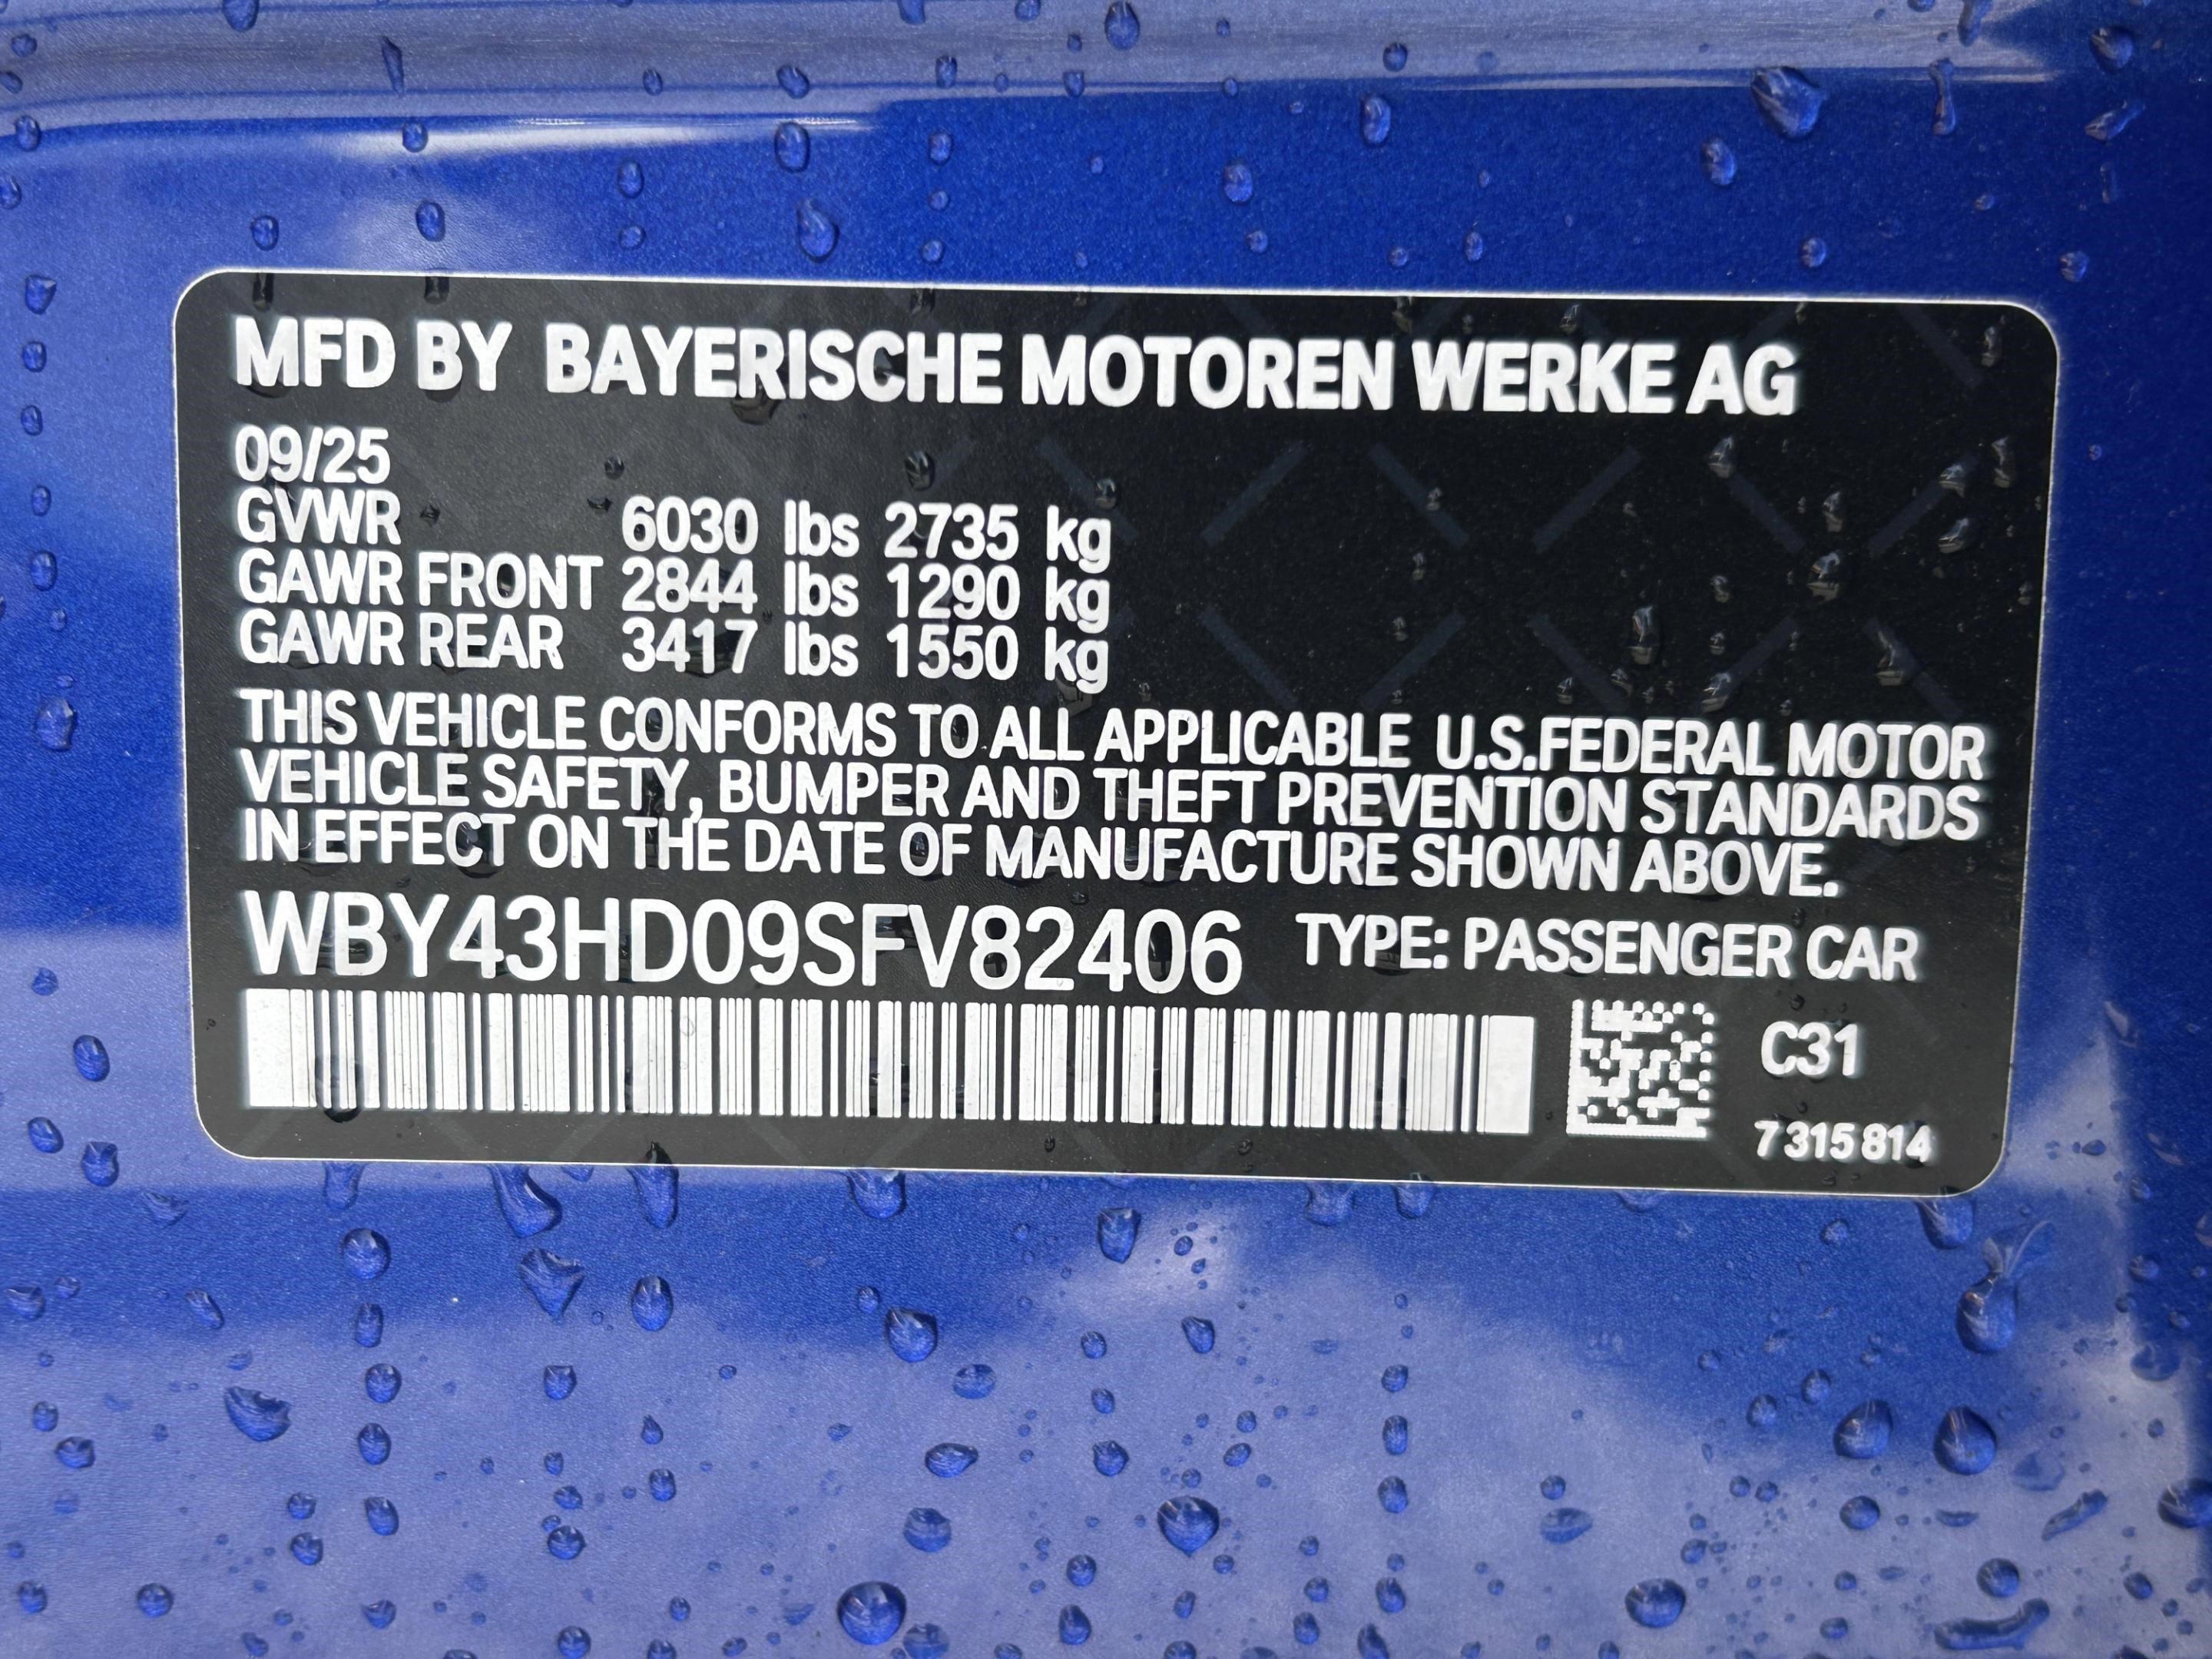 MFD BY BAYERISCHE MOTOREN WERKE AG
09/25
GVWR 6030 lbs 2735 kg
GAWR FRONT 2844 lbs 1290 kg
GAWR REAR 3417 lbs 1550 kg
THIS VEHICLE CONFORMS TO ALL APPLICABLE U.S.FEDERAL MOTOR
VEHICLE SAFETY, BUMPER AND THEFT PREVENTION STANDARDS
IN EFFECT ON THE DATE OF MANUFACTURE SHOWN ABOVE.
WBY43HD09SFV82406 TYPE: PASSENGER CAR
C31
7 315 814